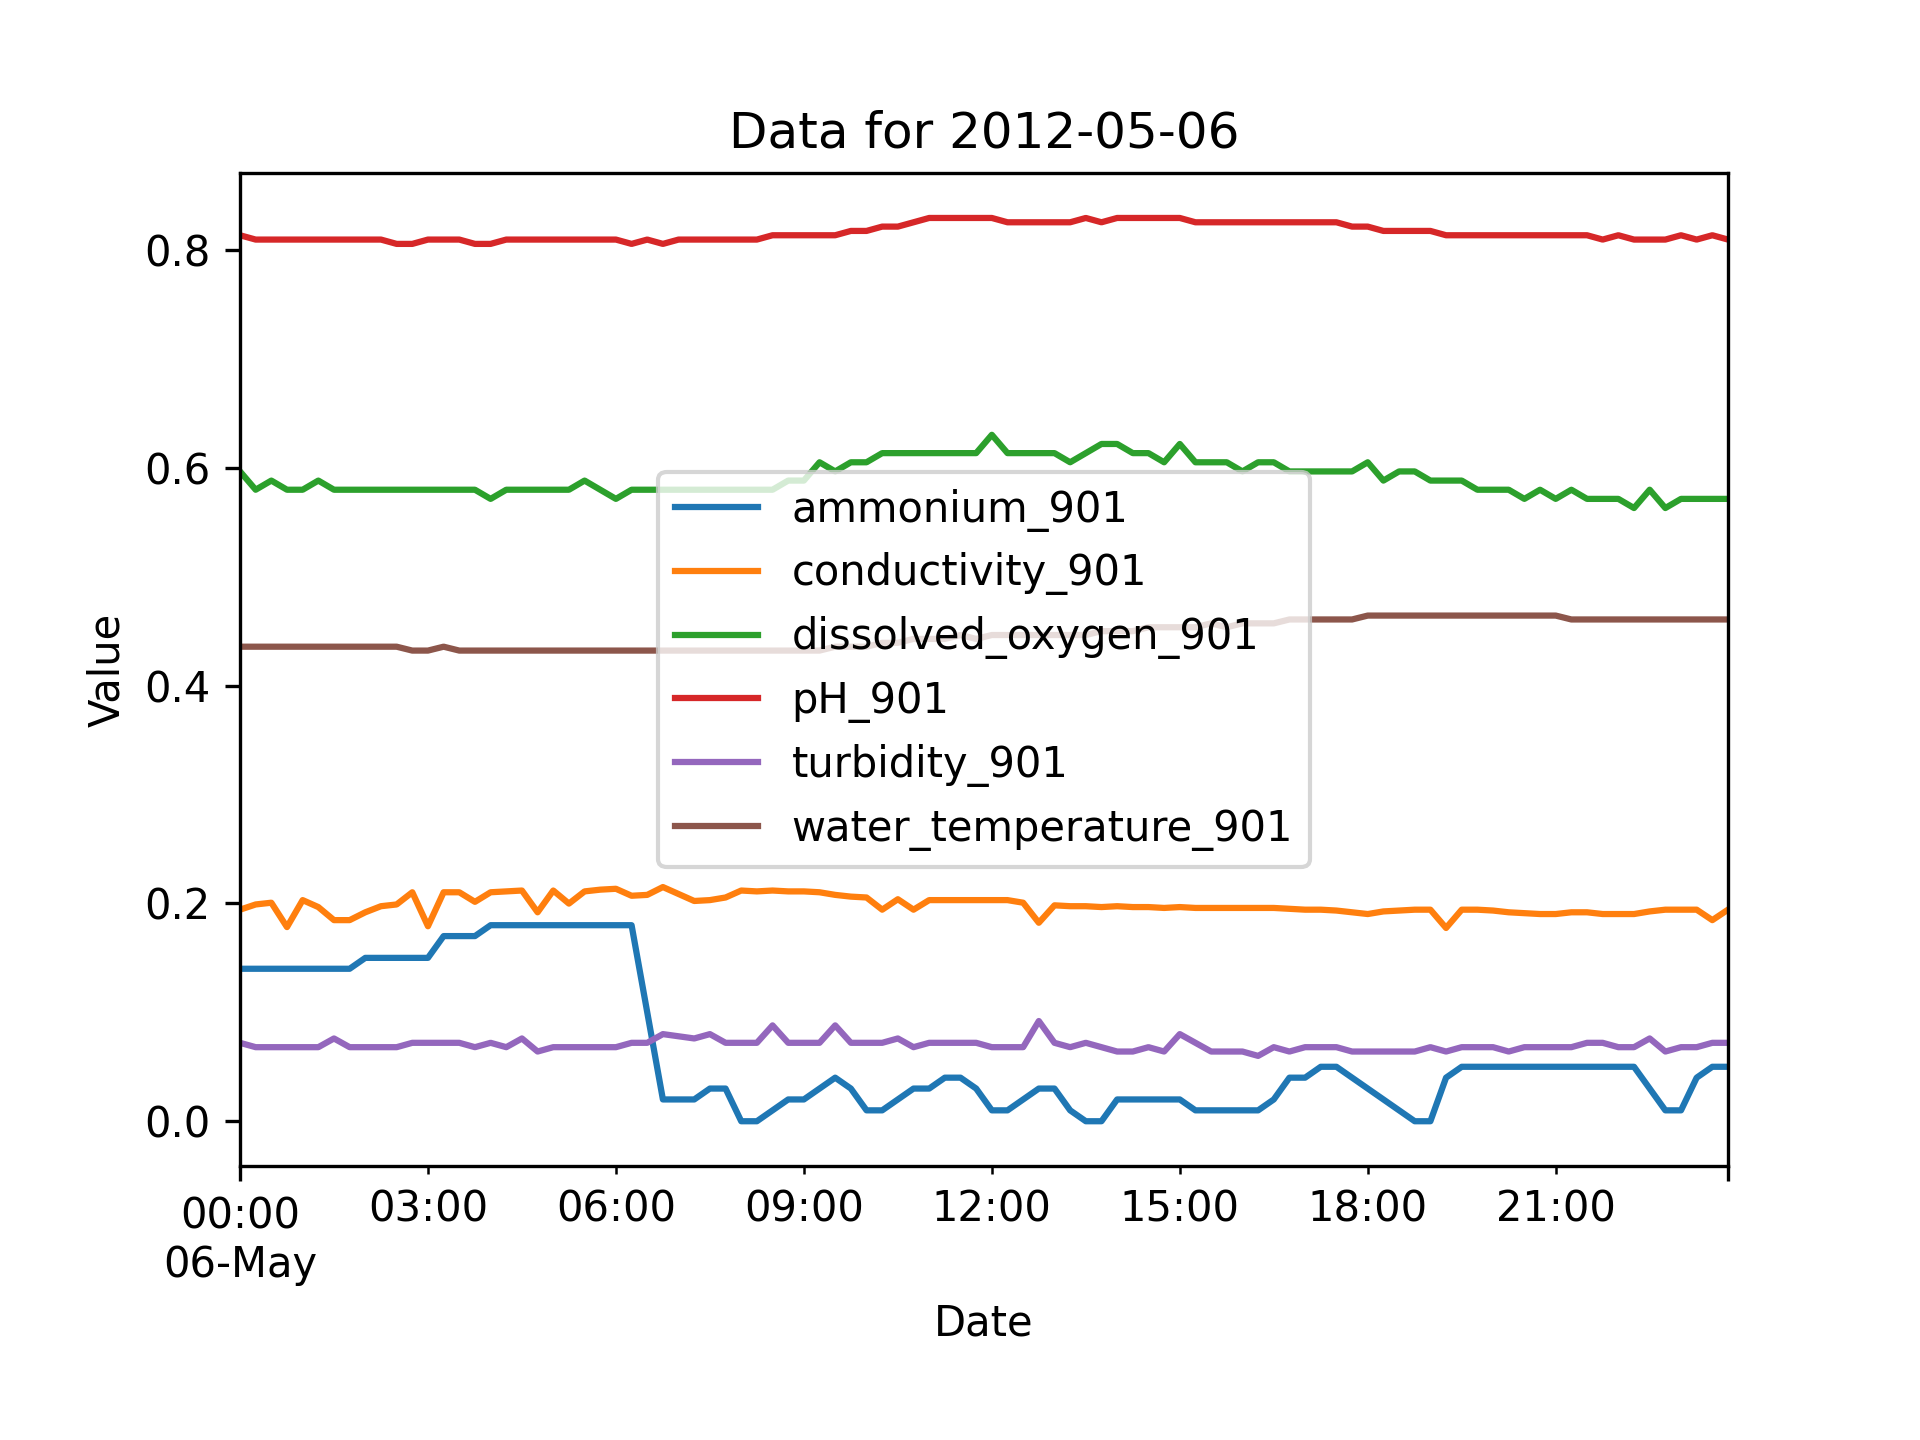 Data for 2012-05-06
Value
0.8
0.6
0.4
0.2
0.0
ammonium_901
conductivity_901
dissolved_oxygen_901
pH_901
turbidity_901
water_temperature_901
00:00 03:00 06:00 09:00 12:00 15:00 18:00 21:00
06-May
Date